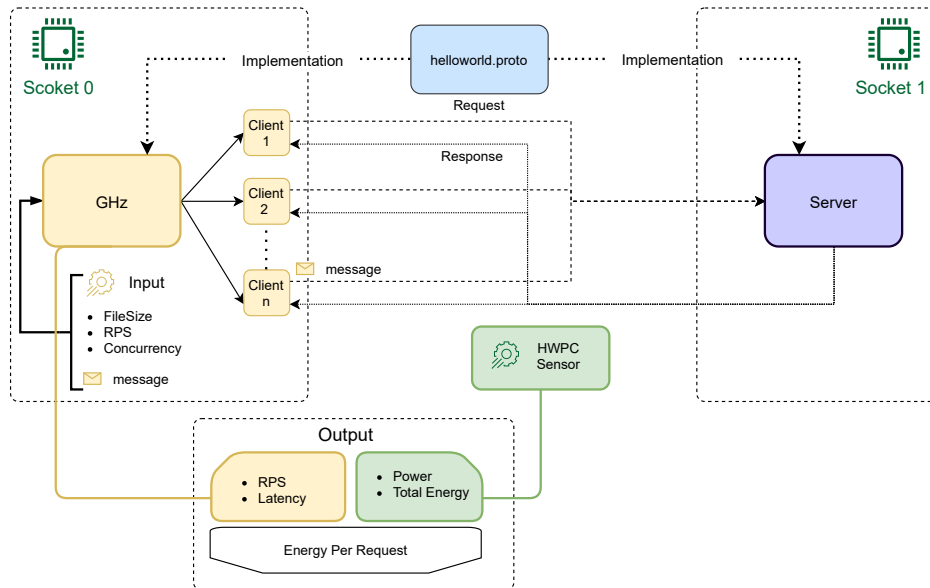 Scoket 0
Implementation
helloworld.proto
Implementation
Socket 1
Request
Client
1
Response
GHz
Client
2
Server
message
Client
n
Input
FileSize
RPS
Concurrency
message
HWPC
Sensor
Output
RPS
Latency
Power
Total Energy
Energy Per Request